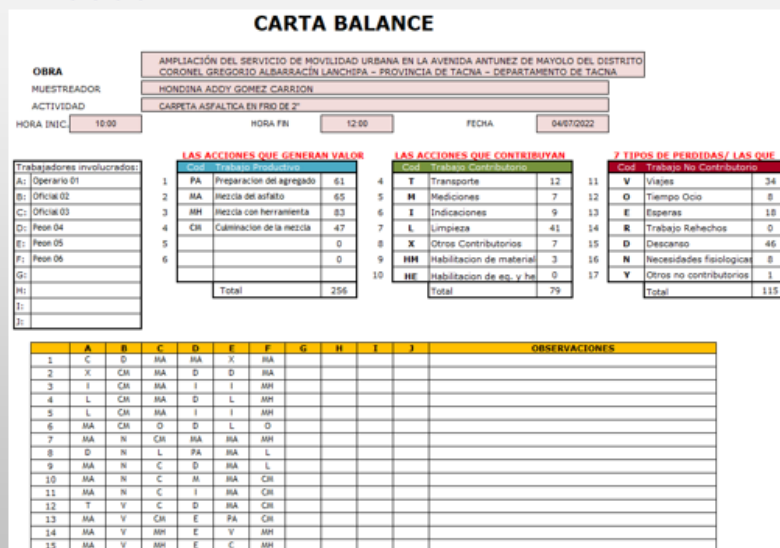 CARTA BALANCE
OBRA
AMPLIACIÓN DEL SERVICIO DE MOVILIDAD URBANA EN LA AVENIDA ANTUNEZ DE MAYOLO DEL DISTRITO
CORONEL GREGORIO ALBARRACÍN LANCHIPA – PROVINCIA DE TACNA – DEPARTAMENTO DE TACNA
MUESTREADOR HONDINA ADDY GOMEZ CARRION
ACTIVIDAD CARPETA ASFALTICA EN FRIO DE 2"
HORA INIC. 10:00 HORA FIN 12:00 FECHA 04/07/2022
LAS ACCIONES QUE GENERAN VALOR LAS ACCIONES QUE CONTRIBUYAN 7 TIPOS DE PERDIDAS/ LAS QUE
Trabajadores involucrados: Cod Trabajo Productivo Cod Trabajo Contributorio Cod Trabajo No Contributorio
A: Operario 01 1 PA Preparacion del agregado 61 4 T Transporte 12 11 V Viajes 34
B: Oficial 02 2 MA Mezcla del asfalto 65 5 M Mediciones 7 12 O Tiempo Ocio 8
C: Oficial 03 3 MH Mezcla con herramienta 83 6 I Indicaciones 9 13 E Esperas 18
D: Peon 04 4 CM Culminacion de la mezcla 47 7 L Limpieza 41 14 R Trabajo Rehechos 0
E: Peon 05 5 0 8 X Otros Contributorios 7 15 D Descanso 46
F: Peon 06 6 0 9 HM Habilitacion de material 3 16 N Necesidades fisiologicas 8
G: 10 HE Habilitacion de eq. y he 0 17 Y Otros no contributorios 1
H: Total 256 Total 79 Total 115
I:
J:
A B C D E F G H I J OBSERVACIONES
1 C D MA MA X MA
2 X CM MA D D MA
3 I CM MA I I MH
4 L CM MA D L MH
5 L CM MA I I MH
6 MA CM O D L O
7 MA N CM MA MA MH
8 D N L PA MA L
9 MA N C D MA L
10 MA N C M MA CM
11 MA N C I MA CM
12 T V C D MA CM
13 MA V CM E PA CM
14 MA V MH E V MH
15 MA V MH E C MH